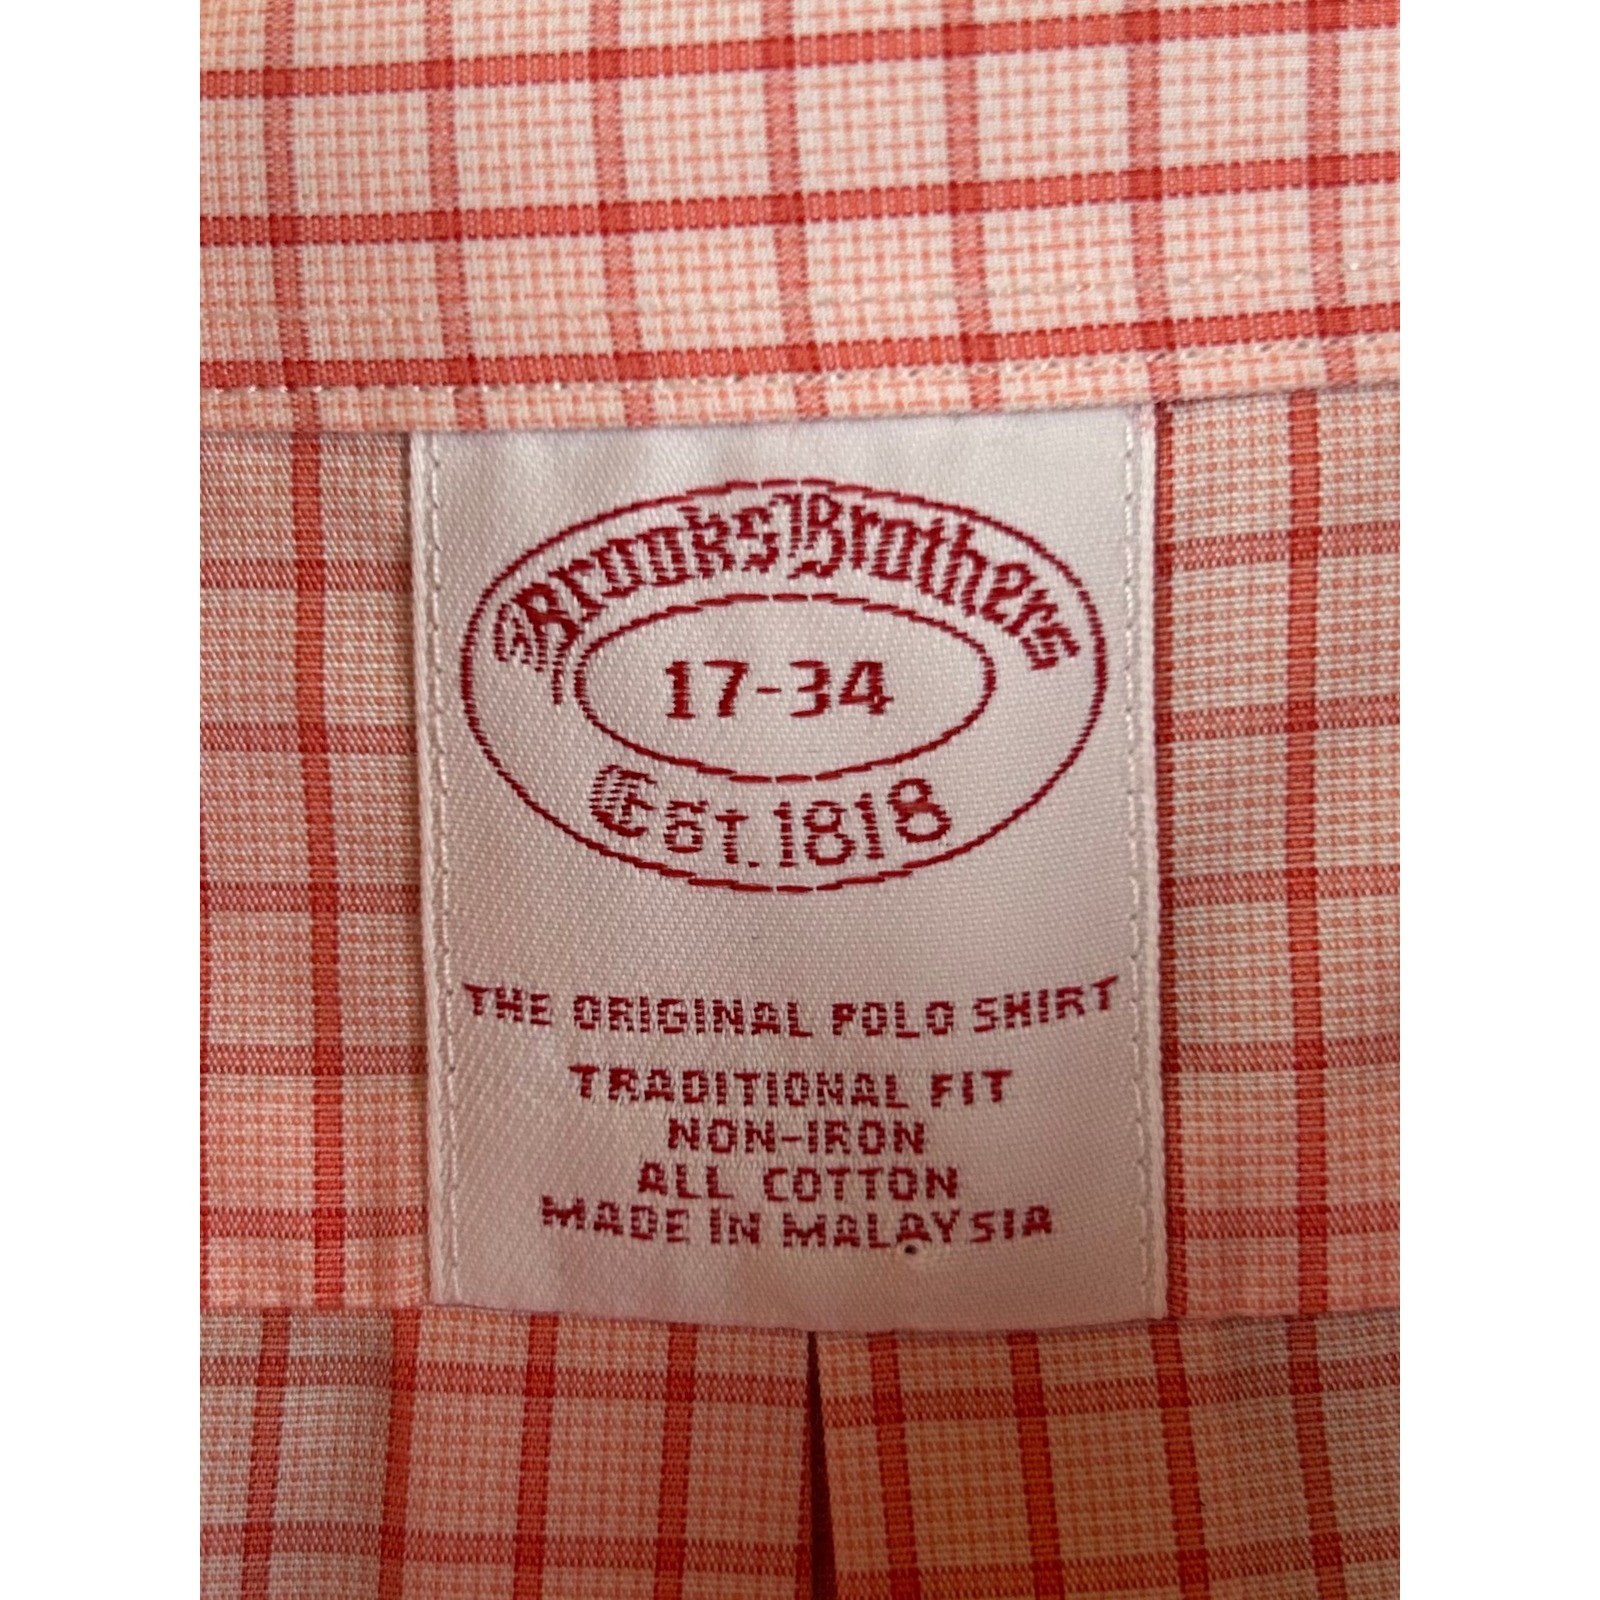 Brooks Brothers
17-34
Est. 1818
THE ORIGINAL POLO SHIRT
TRADITIONAL FIT
NON-IRON
ALL COTTON
MADE IN MALAYSIA